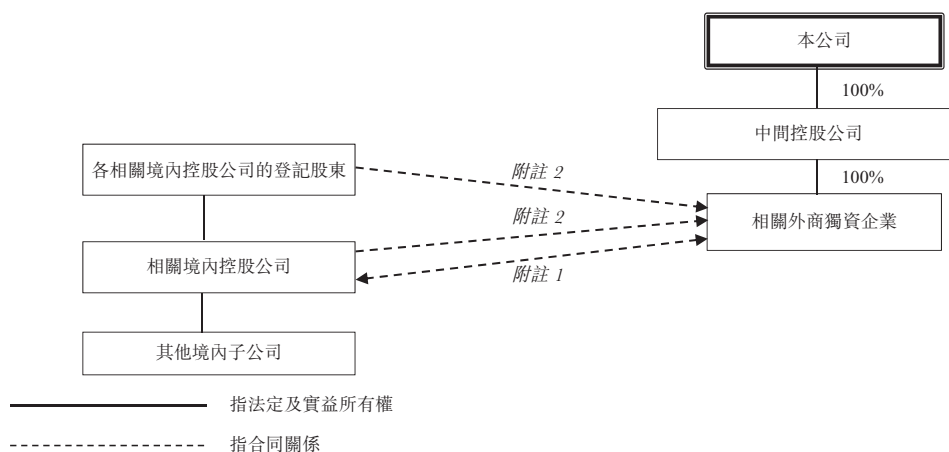 本公司
100%
中間控股公司
100%
各相關境內控股公司的登記股東
附註 2
相關外商獨資企業
附註 2
相關境內控股公司
附註 1
其他境內子公司
指法定及實益所有權
指合同關係